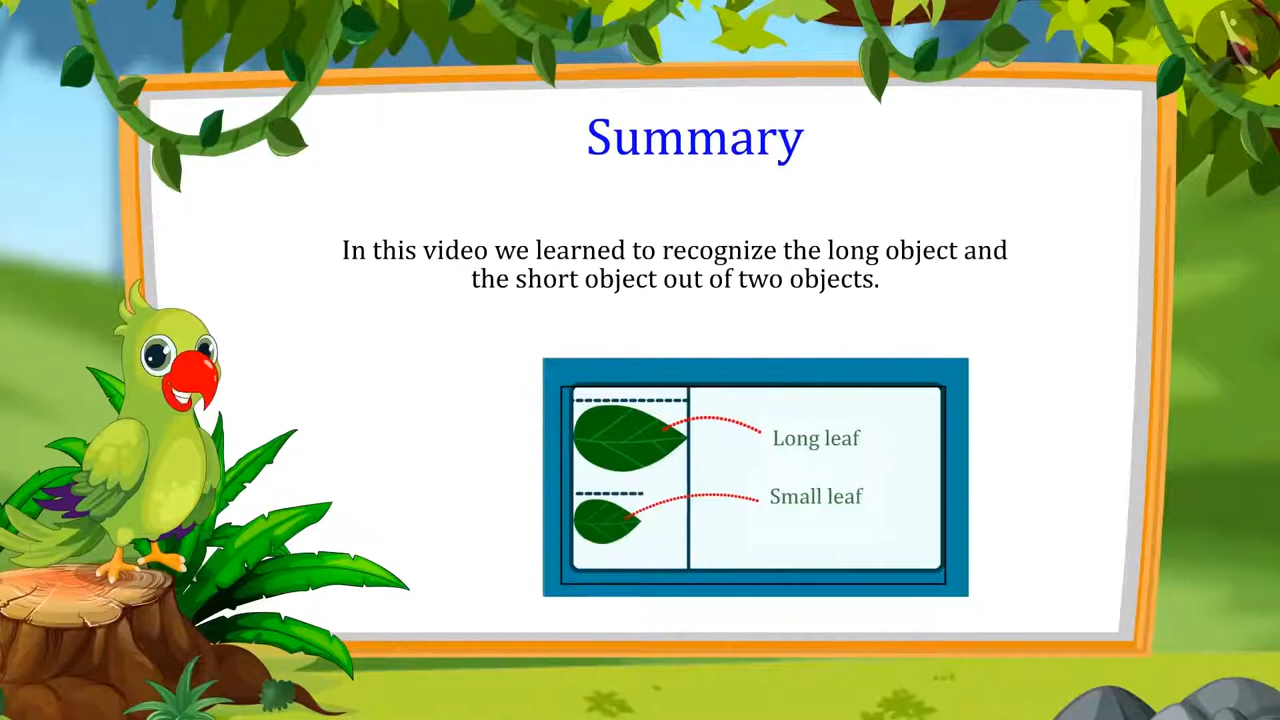 Summary
In this video we learned to recognize the long object and
the short object out of two objects.
Long leaf
Small leaf